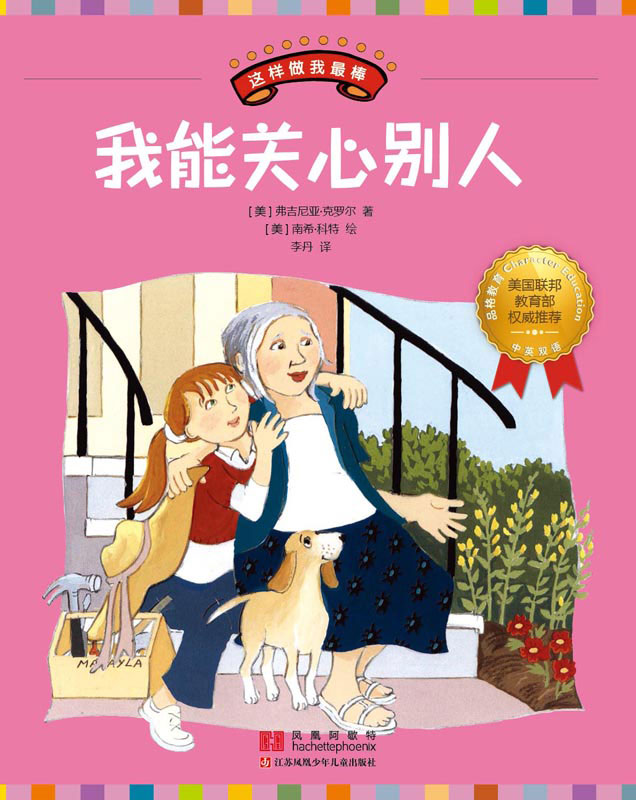 这样做我最棒
我能关心别人
[美] 弗吉尼亚·克罗尔 著
[美] 南希·科特 绘
李丹 译
品格教育 Character Education
美国联邦
教育部
权威推荐
中英双语
MAKAYLA
凤凰阿歇特
hachettephoenix
江苏凤凰少年儿童出版社